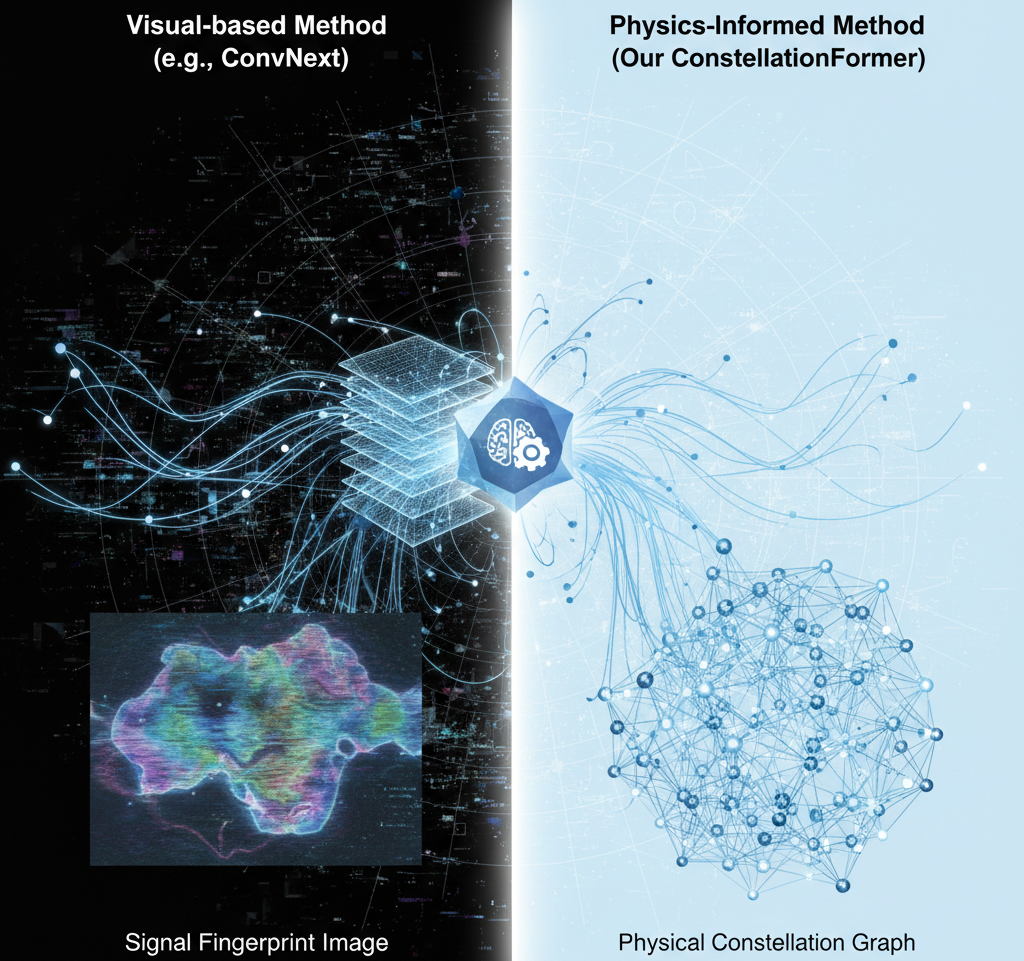 Visual-based Method
(e.g., ConvNext)
Physics-Informed Method
(Our ConstellationFormer)
Signal Fingerprint Image
Physical Constellation Graph